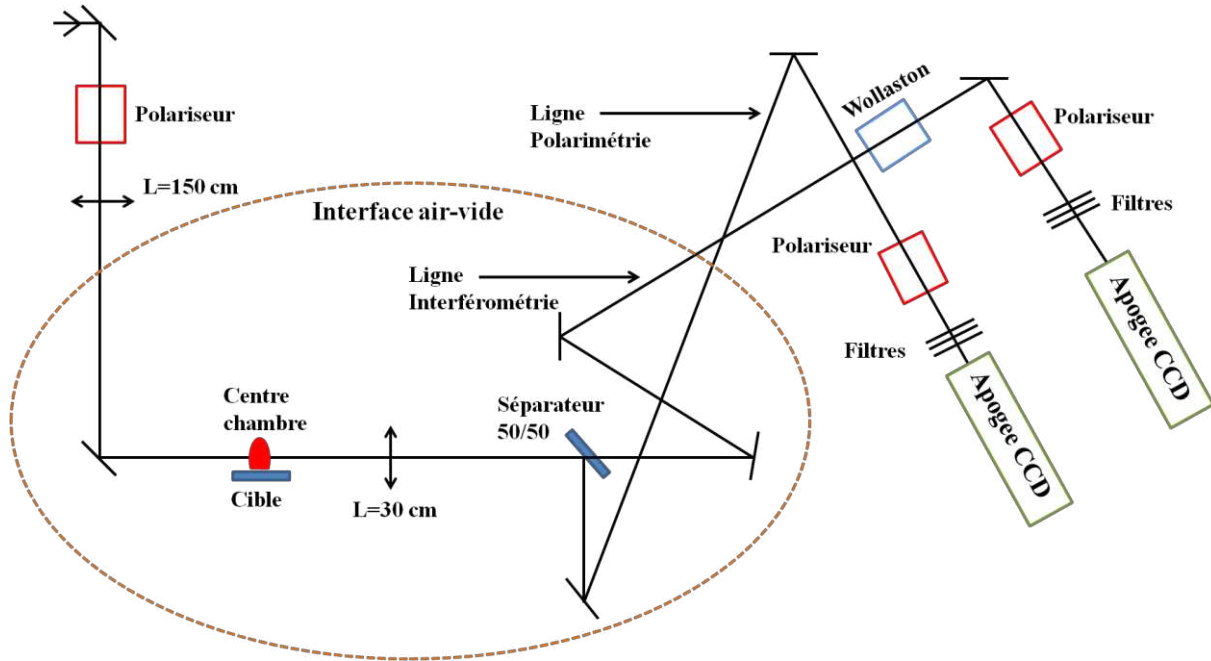 Polariseur
L=150 cm
Interface air-vide
Ligne
Polarimétrie
Wollaston
Polariseur
Filtres
Ligne
Interférométrie
Polariseur
Filtres
Apogee CCD
Apogee CCD
Centre
chambre
Cible
L=30 cm
Séparateur
50/50